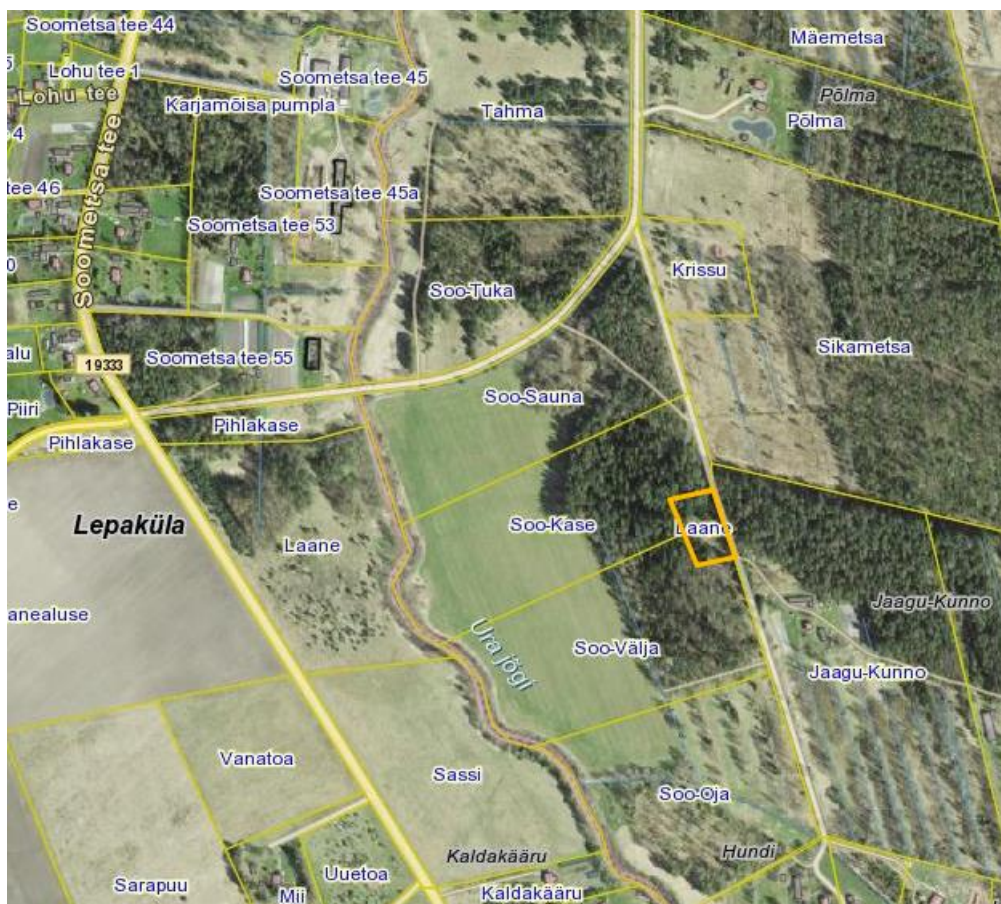 Soometsa tee 44
Mäemetsa
Lohu tee 1
Soometsa tee 45
Lohu tee
Karjamõisa pumpla
Tahma
Põlma
Põlma
tee 46
Soometsa tee 45a
Soometsa tee 53
Soometsa tee
Krissu
Soo-Tuka
alu
Soometsa tee 55
19333
Sikametsa
Soo-Sauna
Piiri
Pihlakase
Pihlakase
Lepaküla
Soo-Kase
Laane
Laane
anealuse
Jaagu-Kunno
Ura jõgi
Soo-Välja
Jaagu-Kunno
Vanatoa
Sassi
Soo-Oja
Kaldakääru
Hundi
Sarapuu
Uuetoa
Mii
Kaldakääru